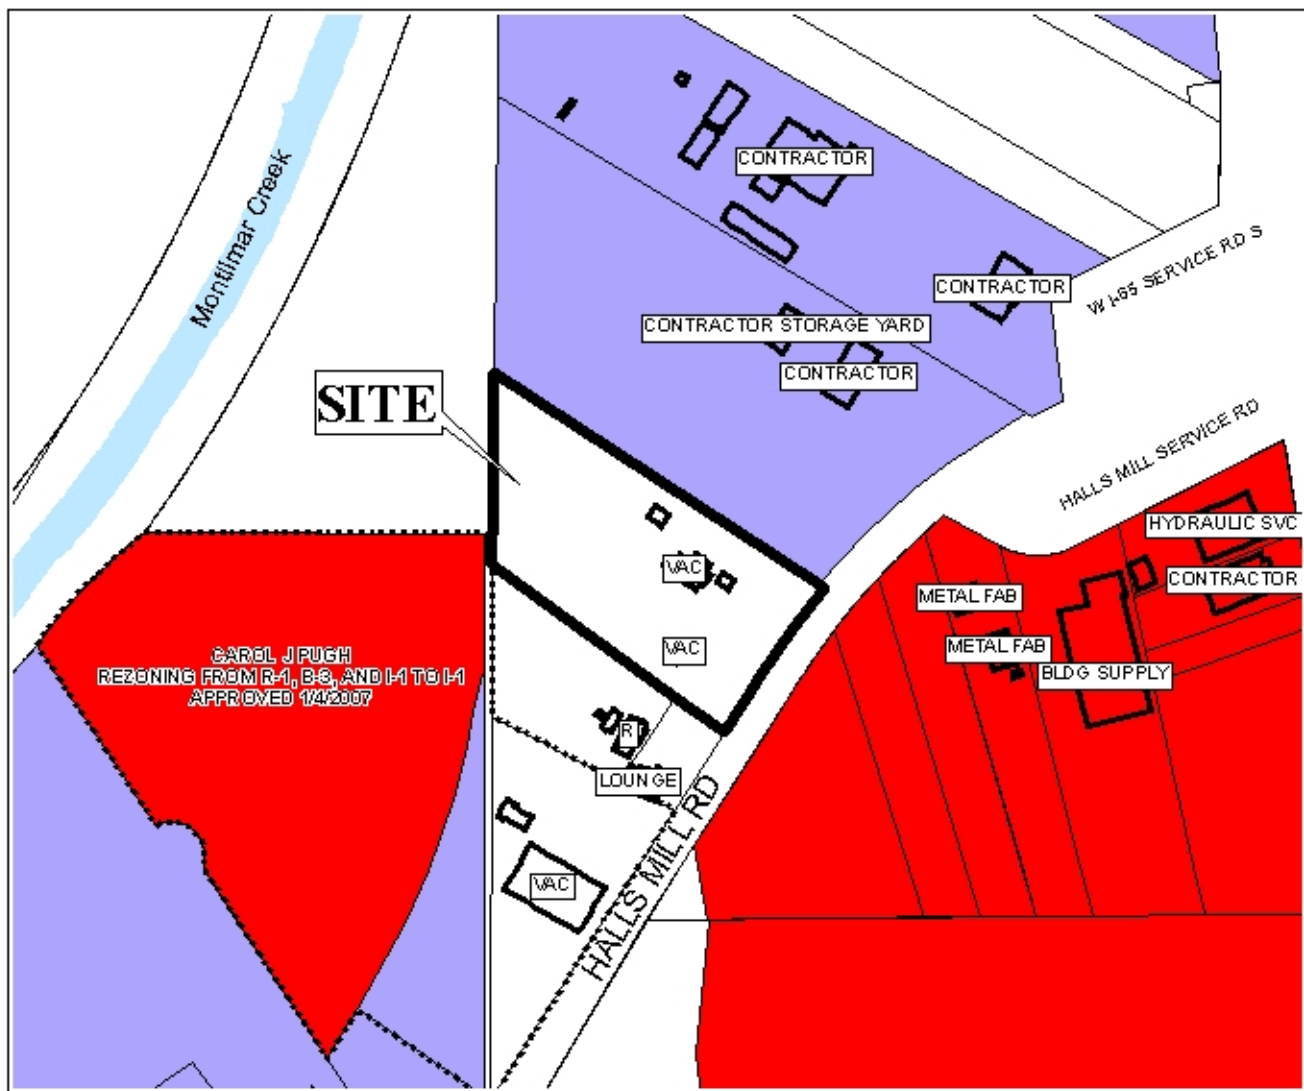 CONTRACTOR
Montlimar Creek
W I-65 SERVICE RD S
CONTRACTOR
CONTRACTOR STORAGE YARD
CONTRACTOR
SITE
HALLS MILL SERVICE RD
HYDRAULIC SVC
VAC
CONTRACTOR
METAL FAB
VAC
METAL FAB
CAROL J PUGH
REZONING FROM R-1, B-3, AND I-1 TO I-1
APPROVED 1/4/2007
BLDG SUPPLY
R
LOUNGE
HALLS MILL RD
VAC